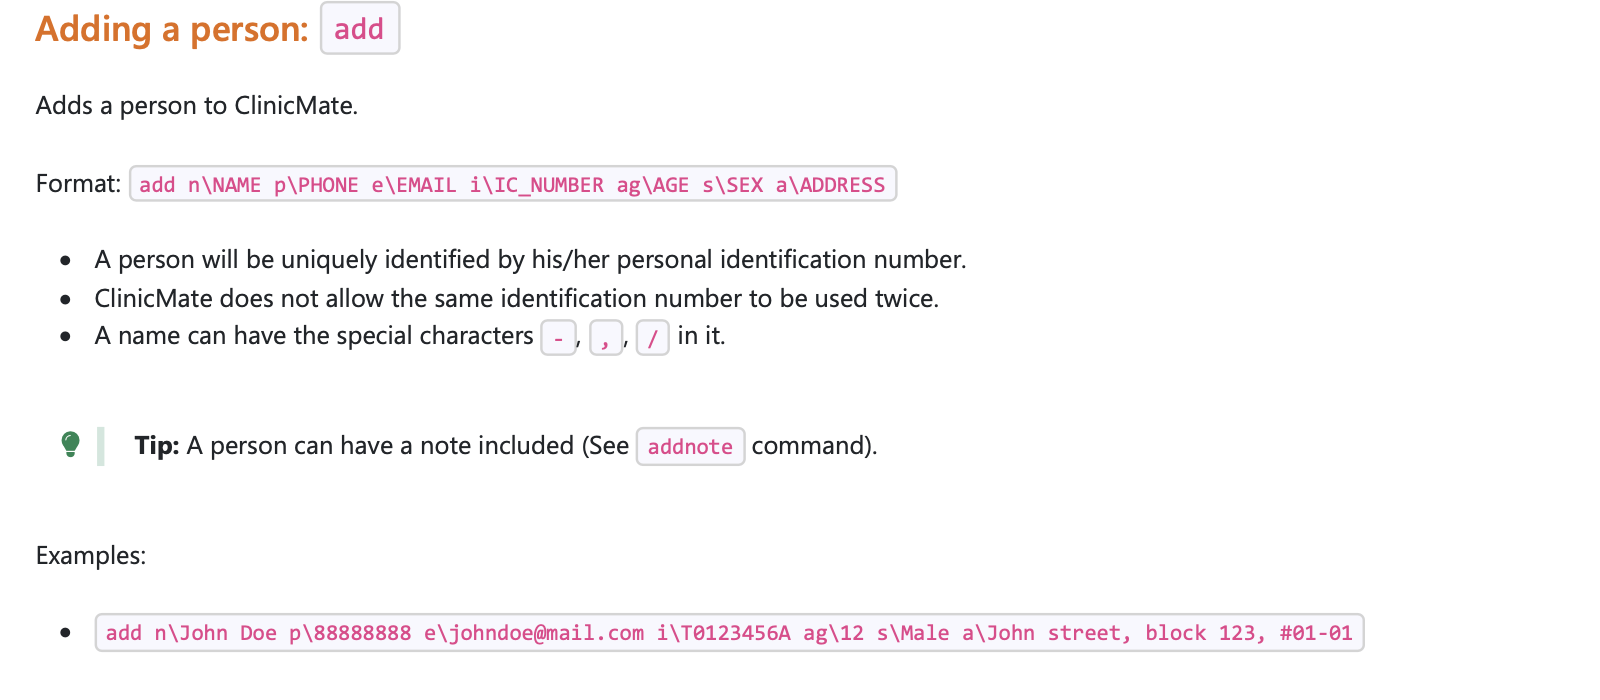 Adding a person: add
Adds a person to ClinicMate.
Format: add n\NAME p\PHONE e\EMAIL i\IC_NUMBER ag\AGE s\SEX a\ADDRESS
• A person will be uniquely identified by his/her personal identification number.
• ClinicMate does not allow the same identification number to be used twice.
• A name can have the special characters -, ,, / in it.
Tip: A person can have a note included (See addnote command).
Examples:
• add n\John Doe p\88888888 e\johndoe@mail.com i\T0123456A ag\12 s\Male a\John street, block 123, #01-01